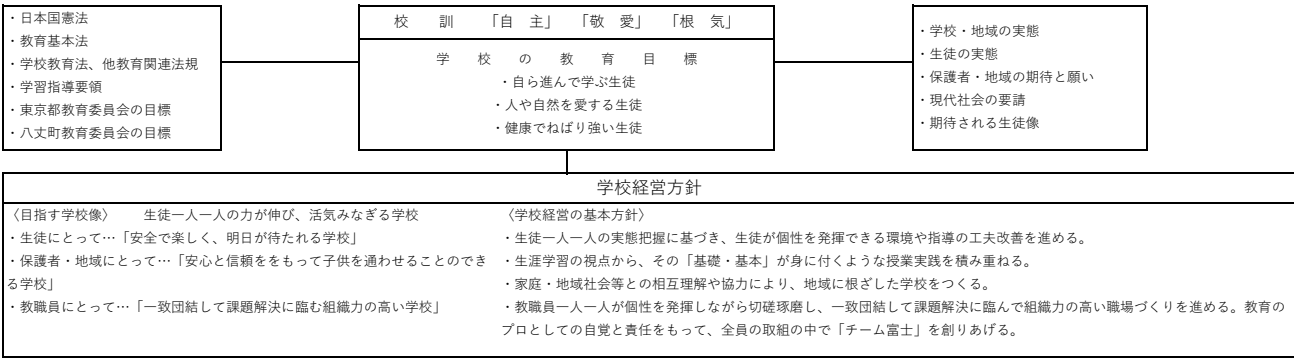 ・日本国憲法
・教育基本法
・学校教育法、他教育関連法規
・学習指導要領
・東京都教育委員会の目標
・八丈町教育委員会の目標
校　訓　「自　主」　「敬　愛」　「根　気」
学　校　の　教　育　目　標
・自ら進んで学ぶ生徒
・人や自然を愛する生徒
・健康でねばり強い生徒
・学校・地域の実態
・生徒の実態
・保護者・地域の期待と願い
・現代社会の要請
・期待される生徒像
学校経営方針
〈目指す学校像〉　　生徒一人一人の力が伸び、活気みなぎる学校
・生徒にとって…「安全で楽しく、明日が待たれる学校」
・保護者・地域にとって…「安心と信頼ををもって子供を通わせることのでき
る学校」
・教職員にとって…「一致団結して課題解決に臨む組織力の高い学校」
〈学校経営の基本方針〉
・生徒一人一人の実態把握に基づき、生徒が個性を発揮できる環境や指導の工夫改善を進める。
・生涯学習の視点から、その「基礎・基本」が身に付くような授業実践を積み重ねる。
・家庭・地域社会等との相互理解や協力により、地域に根ざした学校をつくる。
・教職員一人一人が個性を発揮しながら切磋琢磨し、一致団結して課題解決に臨んで組織力の高い職場づくりを進める。教育の
プロとしての自覚と責任をもって、全員の取組の中で「チーム富士」を創りあげる。